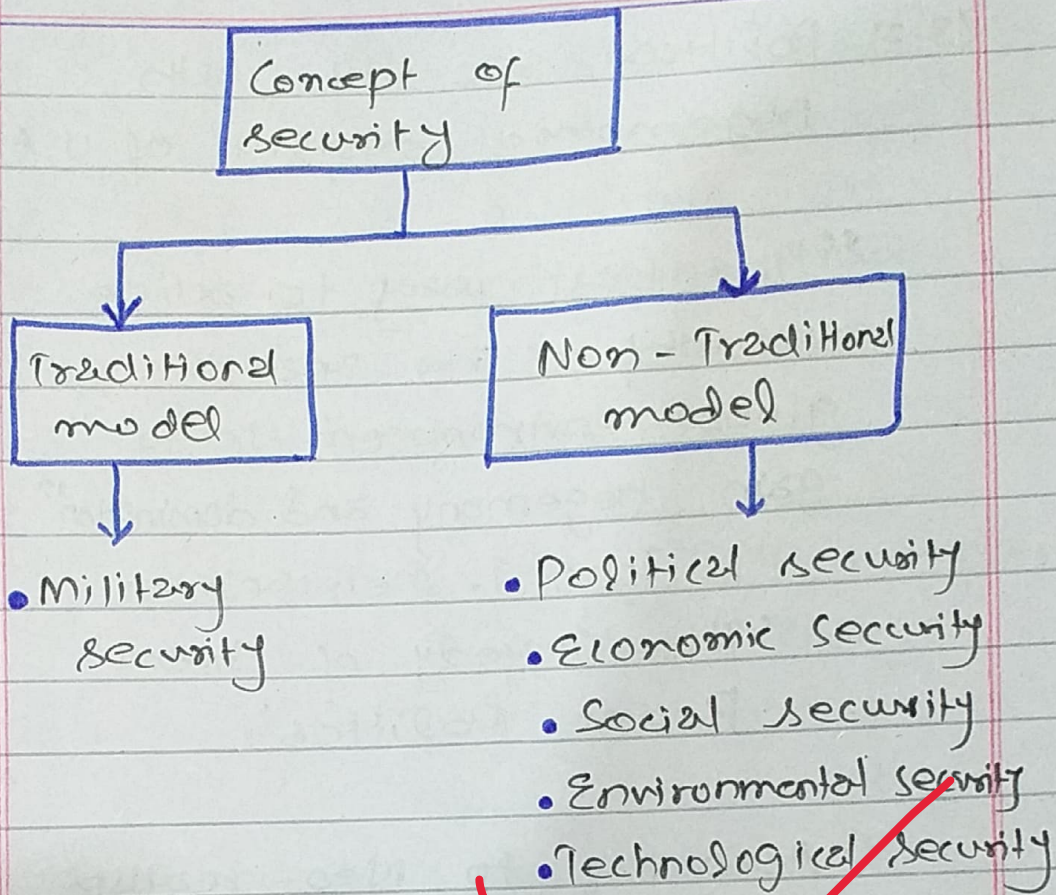 Concept of
security
Traditional
model
Non-Traditional
model
• Military
security
• Political security
• Economic seccurity
• Social security
• Environmental security
• Technological security